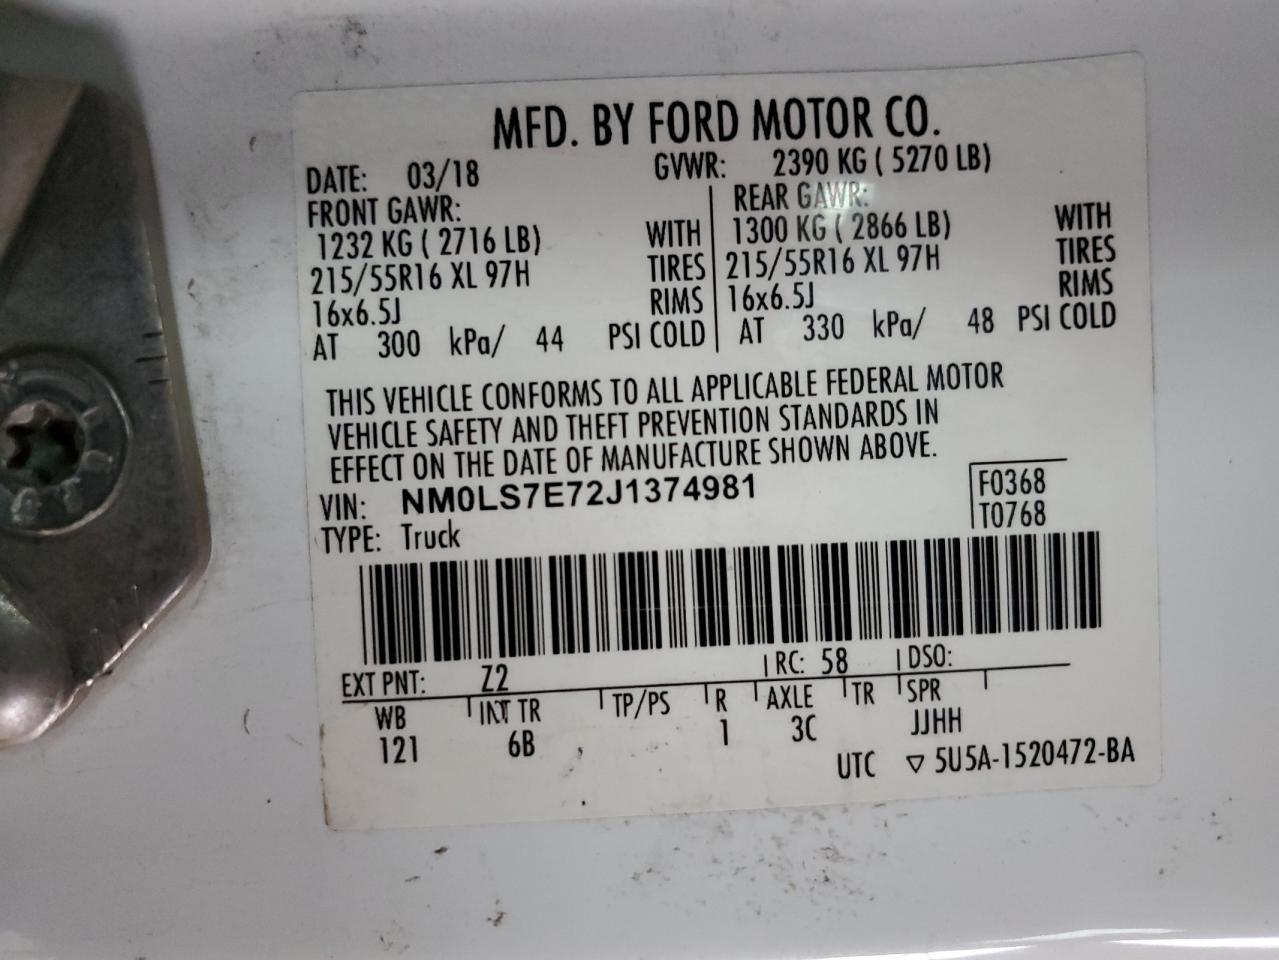 MFD. BY FORD MOTOR CO.
DATE: 03/18 GVWR: 2390 KG ( 5270 LB)
FRONT GAWR: REAR GAWR:
1232 KG ( 2716 LB) WITH 1300 KG ( 2866 LB) WITH
215/55R16 XL 97H TIRES 215/55R16 XL 97H TIRES
16x6.5J RIMS 16x6.5J RIMS
AT 300 kPa/ 44 PSI COLD AT 330 kPa/ 48 PSI COLD
THIS VEHICLE CONFORMS TO ALL APPLICABLE FEDERAL MOTOR
VEHICLE SAFETY AND THEFT PREVENTION STANDARDS IN
EFFECT ON THE DATE OF MANUFACTURE SHOWN ABOVE.
VIN: NM0LS7E72J1374981 F0368
TYPE: Truck T0768
EXT PNT: Z2 RC: 58 DSO:
WB INT TR TP/PS R AXLE TR SPR
121 6B 1 3C JJHH
UTC ▽ 5U5A-1520472-BA